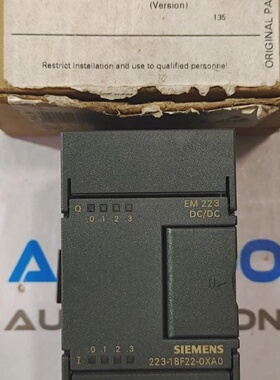 (Version)
135
Restrict Installation and use to qualified personnel
ORIGINAL PA
EM 223
DC/DC
Q
.0 .1 .2 .3
.0 .1 .2 .3
I
SIEMENS
223-1BF22-0XA0